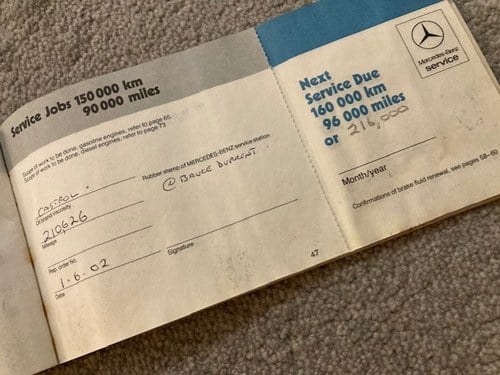 Service Jobs 150 000 km
90 000 miles
Scope of work to be done, gasoline engines, refer to page 65
Scope of work to be done, diesel engines, refer to page 73
CASTROL.
Oil brand/viscosity
210,626
Mileage
Rep. order No.
1.6.02
Date
Rubber stamp of MERCEDES-BENZ service station
@ BRUCE
Signature
47
Next
Service Due
160 000 km
96 000 miles
or 216,000
Month/year
Confirmations of brake fluid renewal, see pages 58-60
Mercedes-Benz
service